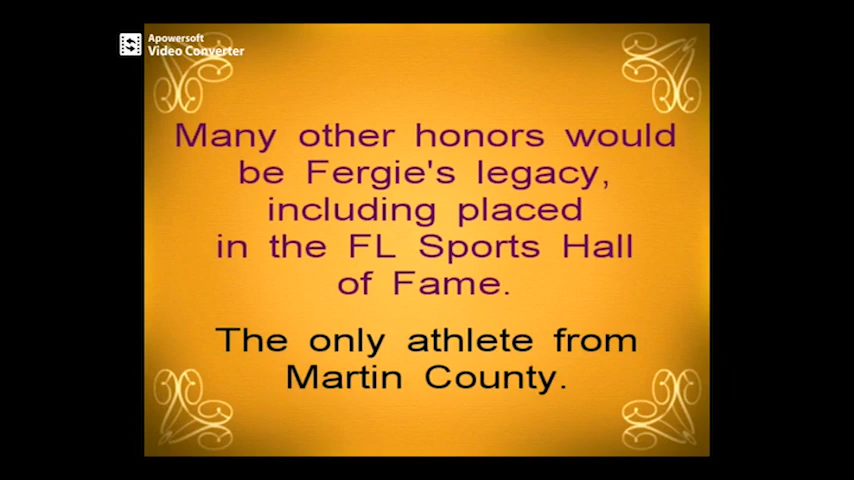 Apowersoft
Video Converter
Many other honors would
be Fergie's legacy,
including placed
in the FL Sports Hall
of Fame.
The only athlete from
Martin County.